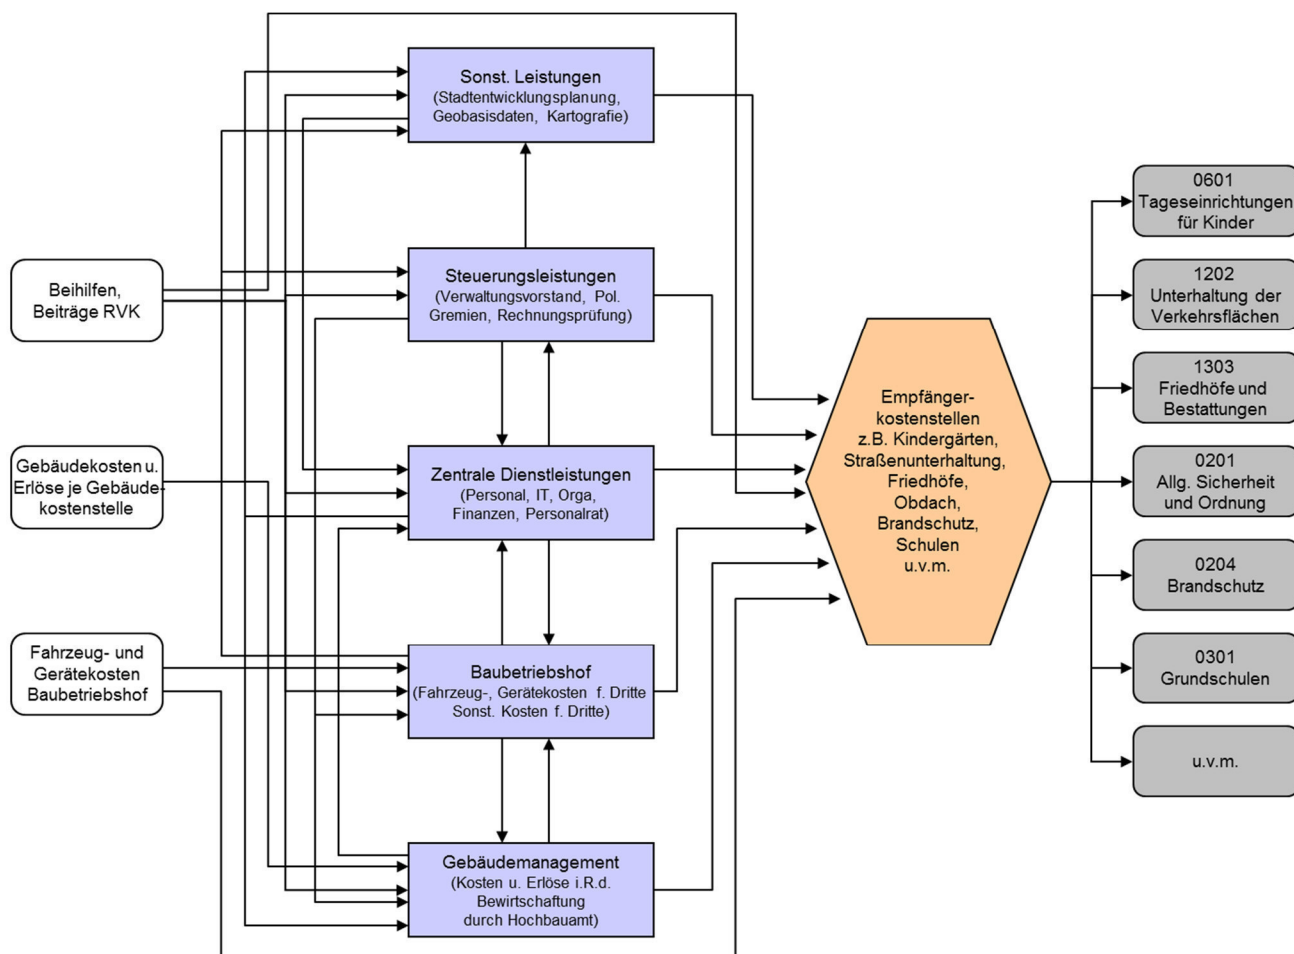 Beihilfen,
Beiträge RVK
Gebäudekosten u.
Erlöse je Gebäude-
kostenstelle
Fahrzeug- und
Gerätekosten
Baubetriebshof
Sonst. Leistungen
(Stadtentwicklungsplanung,
Geobasisdaten, Kartografie)
Steuerungsleistungen
(Verwaltungsvorstand, Pol.
Gremien, Rechnungsprüfung)
Zentrale Dienstleistungen
(Personal, IT, Orga,
Finanzen, Personalrat)
Baubetriebshof
(Fahrzeug-, Gerätekosten f. Dritte
Sonst. Kosten f. Dritte)
Gebäudemanagement
(Kosten u. Erlöse i.R.d.
Bewirtschaftung
durch Hochbauamt)
Empfänger-
kostenstellen
z.B. Kindergärten,
Straßenunterhaltung,
Friedhöfe,
Obdach,
Brandschutz,
Schulen
u.v.m.
0601
Tageseinrichtungen
für Kinder
1202
Unterhaltung der
Verkehrsflächen
1303
Friedhöfe und
Bestattungen
0201
Allg. Sicherheit
und Ordnung
0204
Brandschutz
0301
Grundschulen
u.v.m.